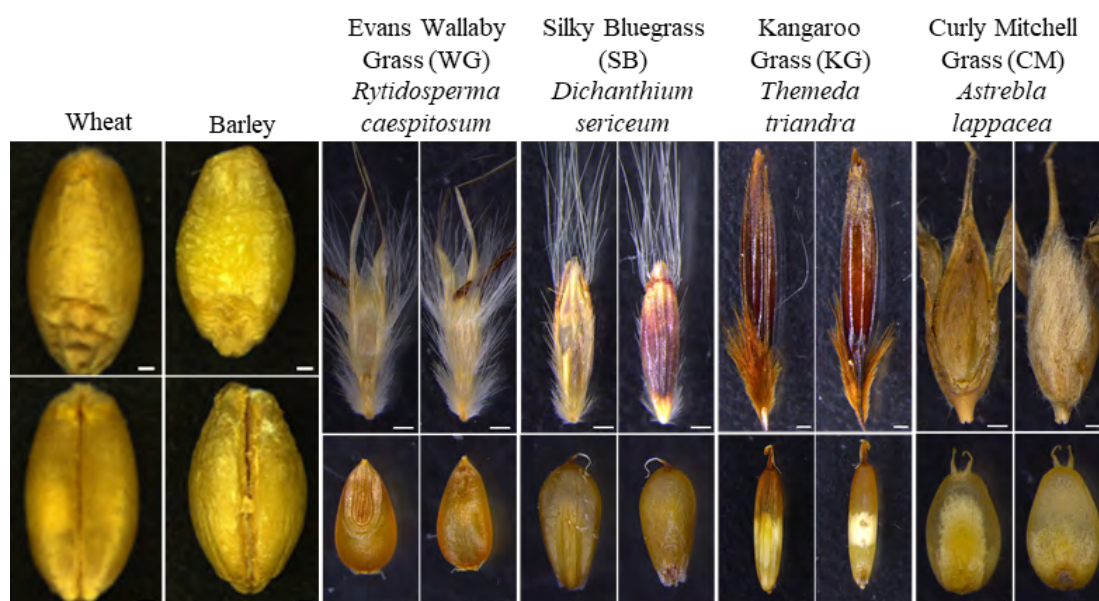 Wheat
Barley
Evans Wallaby
Grass (WG)
Rytidosperma
caespitosum
Silky Bluegrass
(SB)
Dichanthium
sericeum
Kangaroo
Grass (KG)
Themeda
triandra
Curly Mitchell
Grass (CM)
Astrebla
lappacea